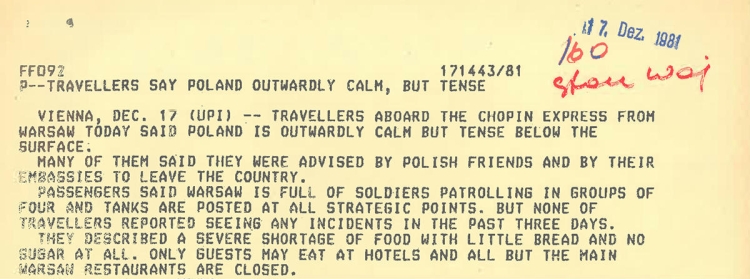 17. Dez. 1981
160
stan woj
FF092 171443/81
P--TRAVELLERS SAY POLAND OUTWARDLY CALM, BUT TENSE
VIENNA, DEC. 17 (UPI) -- TRAVELLERS ABOARD THE CHOPIN EXPRESS FROM
WARSAW TODAY SAID POLAND IS OUTWARDLY CALM BUT TENSE BELOW THE
SURFACE.
MANY OF THEM SAID THEY WERE ADVISED BY POLISH FRIENDS AND BY THEIR
EMBASSIES TO LEAVE THE COUNTRY.
PASSENGERS SAID WARSAW IS FULL OF SOLDIERS PATROLLING IN GROUPS OF
FOUR AND TANKS ARE POSTED AT ALL STRATEGIC POINTS. BUT NONE OF
TRAVELLERS REPORTED SEEING ANY INCIDENTS IN THE PAST THREE DAYS.
THEY DESCRIBED A SEVERE SHORTAGE OF FOOD WITH LITTLE BREAD AND NO
SUGAR AT ALL. ONLY GUESTS MAY EAT AT HOTELS AND ALL BUT THE MAIN
WARSAW RESTAURANTS ARE CLOSED.